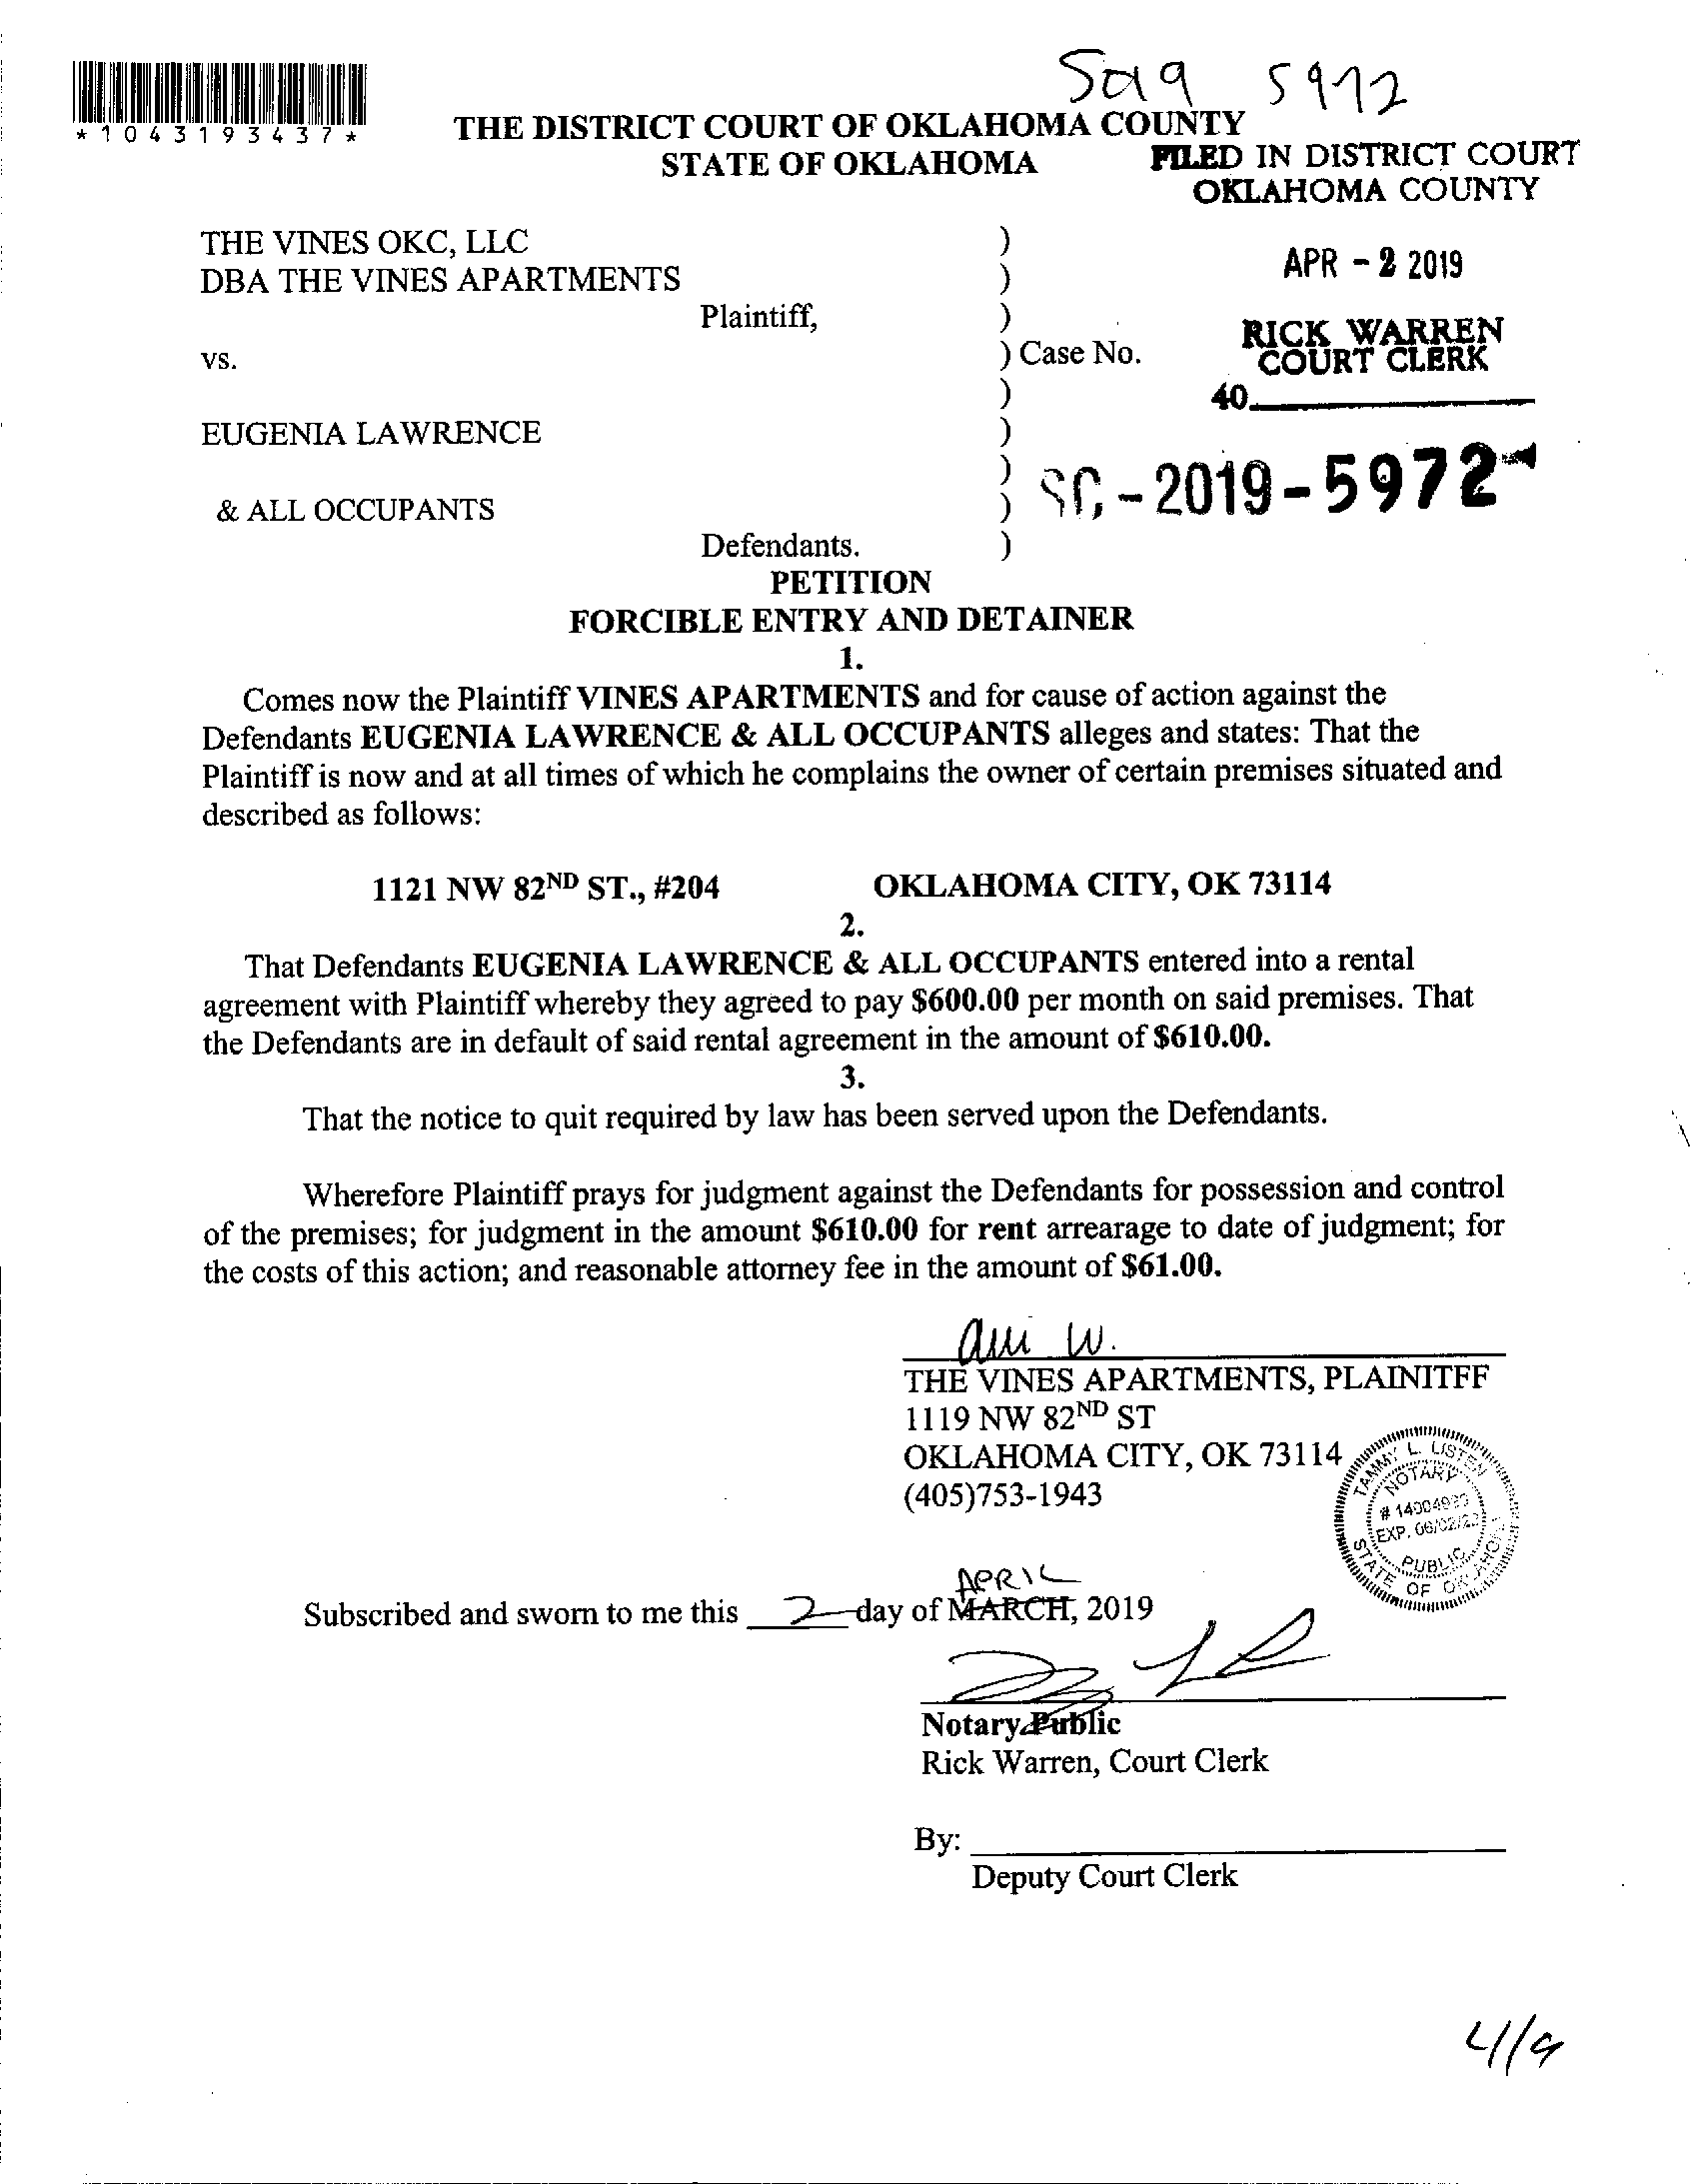 5019 5972
*1043193437*
THE DISTRICT COURT OF OKLAHOMA COUNTY
STATE OF OKLAHOMA
FILED IN DISTRICT COURT
OKLAHOMA COUNTY
THE VINES OKC, LLC )
DBA THE VINES APARTMENTS )
APR - 2 2019
Plaintiff, )
RICK WARREN
COURT CLERK
vs. ) Case No.
)
40
EUGENIA LAWRENCE )
)
SC-2019-5972
& ALL OCCUPANTS )
Defendants. )
PETITION
FORCIBLE ENTRY AND DETAINER
1.
Comes now the Plaintiff VINES APARTMENTS and for cause of action against the
Defendants EUGENIA LAWRENCE & ALL OCCUPANTS alleges and states: That the
Plaintiff is now and at all times of which he complains the owner of certain premises situated and
described as follows:
1121 NW 82ND ST., #204 OKLAHOMA CITY, OK 73114
2.
That Defendants EUGENIA LAWRENCE & ALL OCCUPANTS entered into a rental
agreement with Plaintiff whereby they agreed to pay $600.00 per month on said premises. That
the Defendants are in default of said rental agreement in the amount of $610.00.
3.
That the notice to quit required by law has been served upon the Defendants.
Wherefore Plaintiff prays for judgment against the Defendants for possession and control
of the premises; for judgment in the amount $610.00 for rent arrearage to date of judgment; for
the costs of this action; and reasonable attorney fee in the amount of $61.00.
THE VINES APARTMENTS, PLAINITFF
1119 NW 82ND ST
OKLAHOMA CITY, OK 73114
(405)753-1943
TAMMY L. LISTEN
NOTARY
EXP.
PUBLIC
STATE OF OKLAHOMA
APRIL
Subscribed and sworn to me this 2 day of MARCH, 2019
Notary Public
Rick Warren, Court Clerk
By:
Deputy Court Clerk
4/9